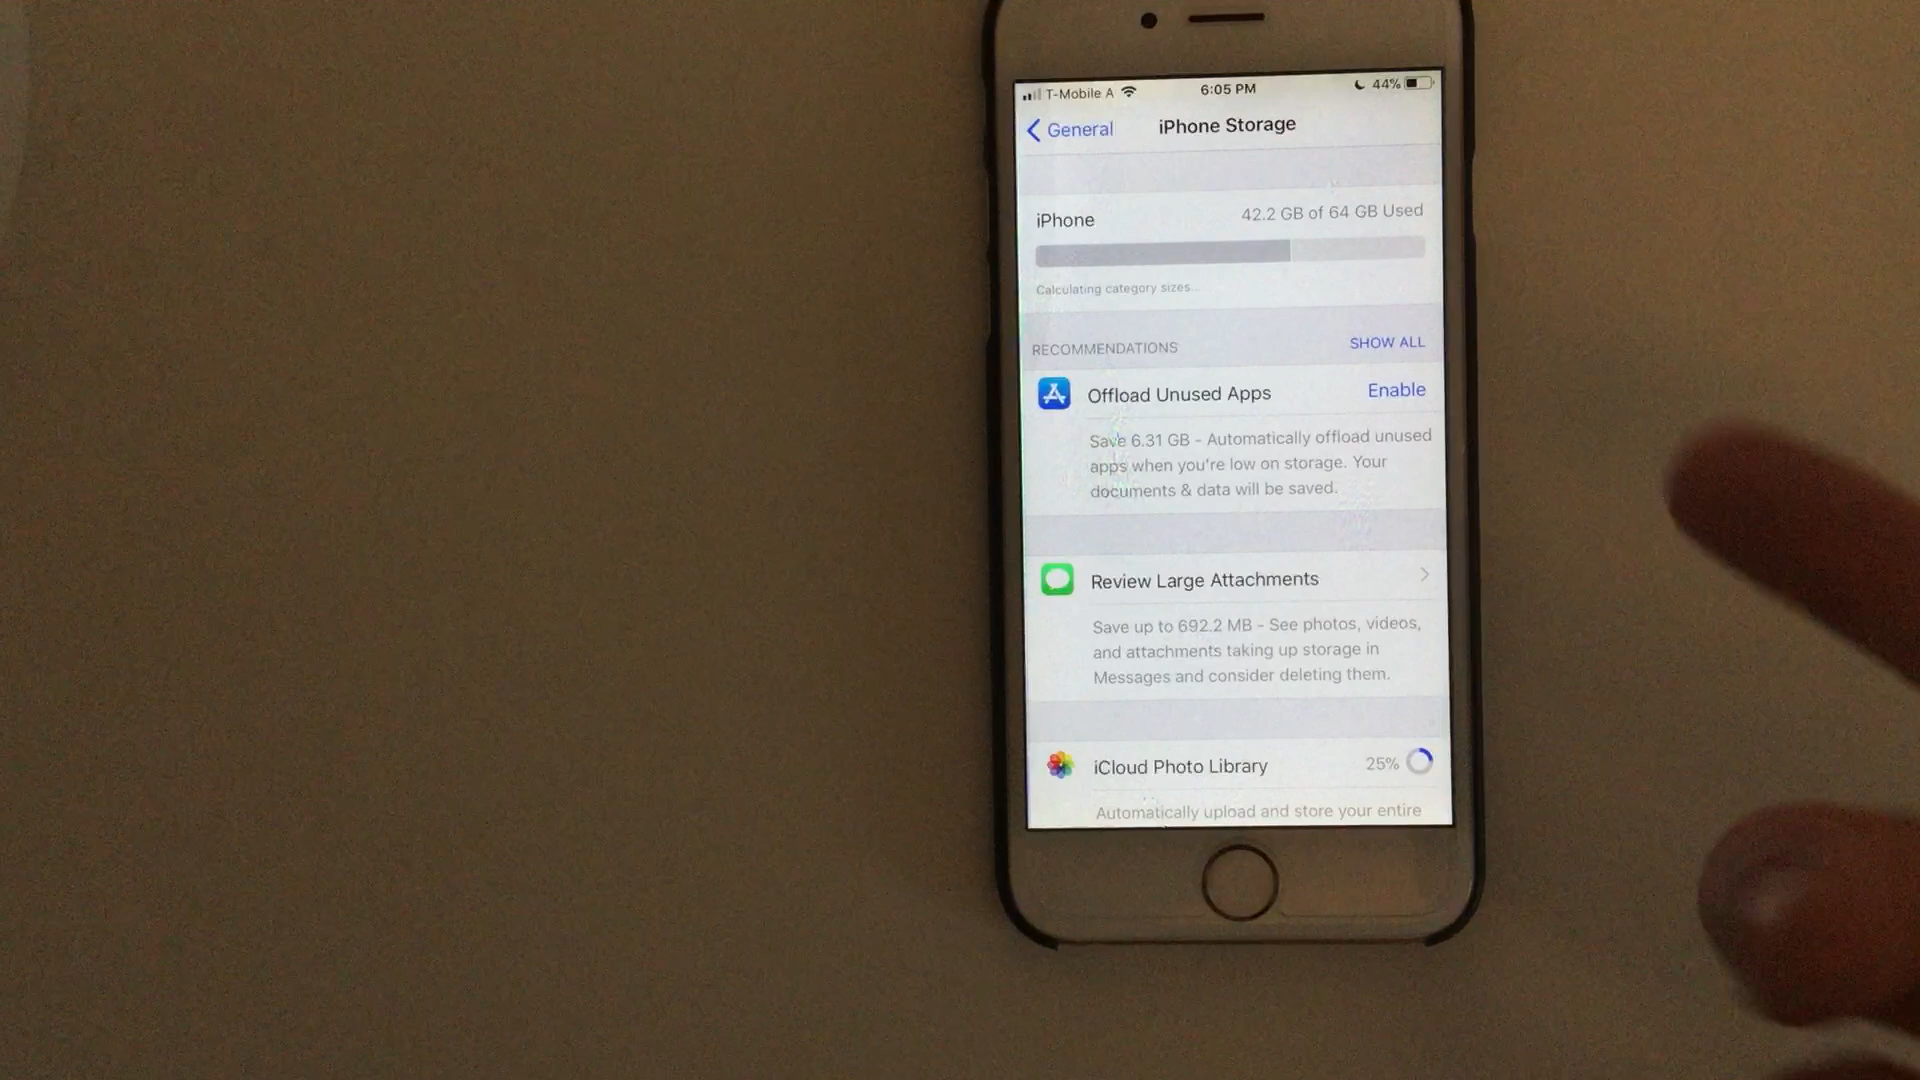 T-Mobile A 6:05 PM 44%
General iPhone Storage
iPhone 42.2 GB of 64 GB Used
Calculating category sizes...
RECOMMENDATIONS SHOW ALL
Offload Unused Apps Enable
Save 6.31 GB - Automatically offload unused
apps when you're low on storage. Your
documents & data will be saved.
Review Large Attachments
Save up to 692.2 MB - See photos, videos,
and attachments taking up storage in
Messages and consider deleting them.
iCloud Photo Library 25%
Automatically upload and store your entire